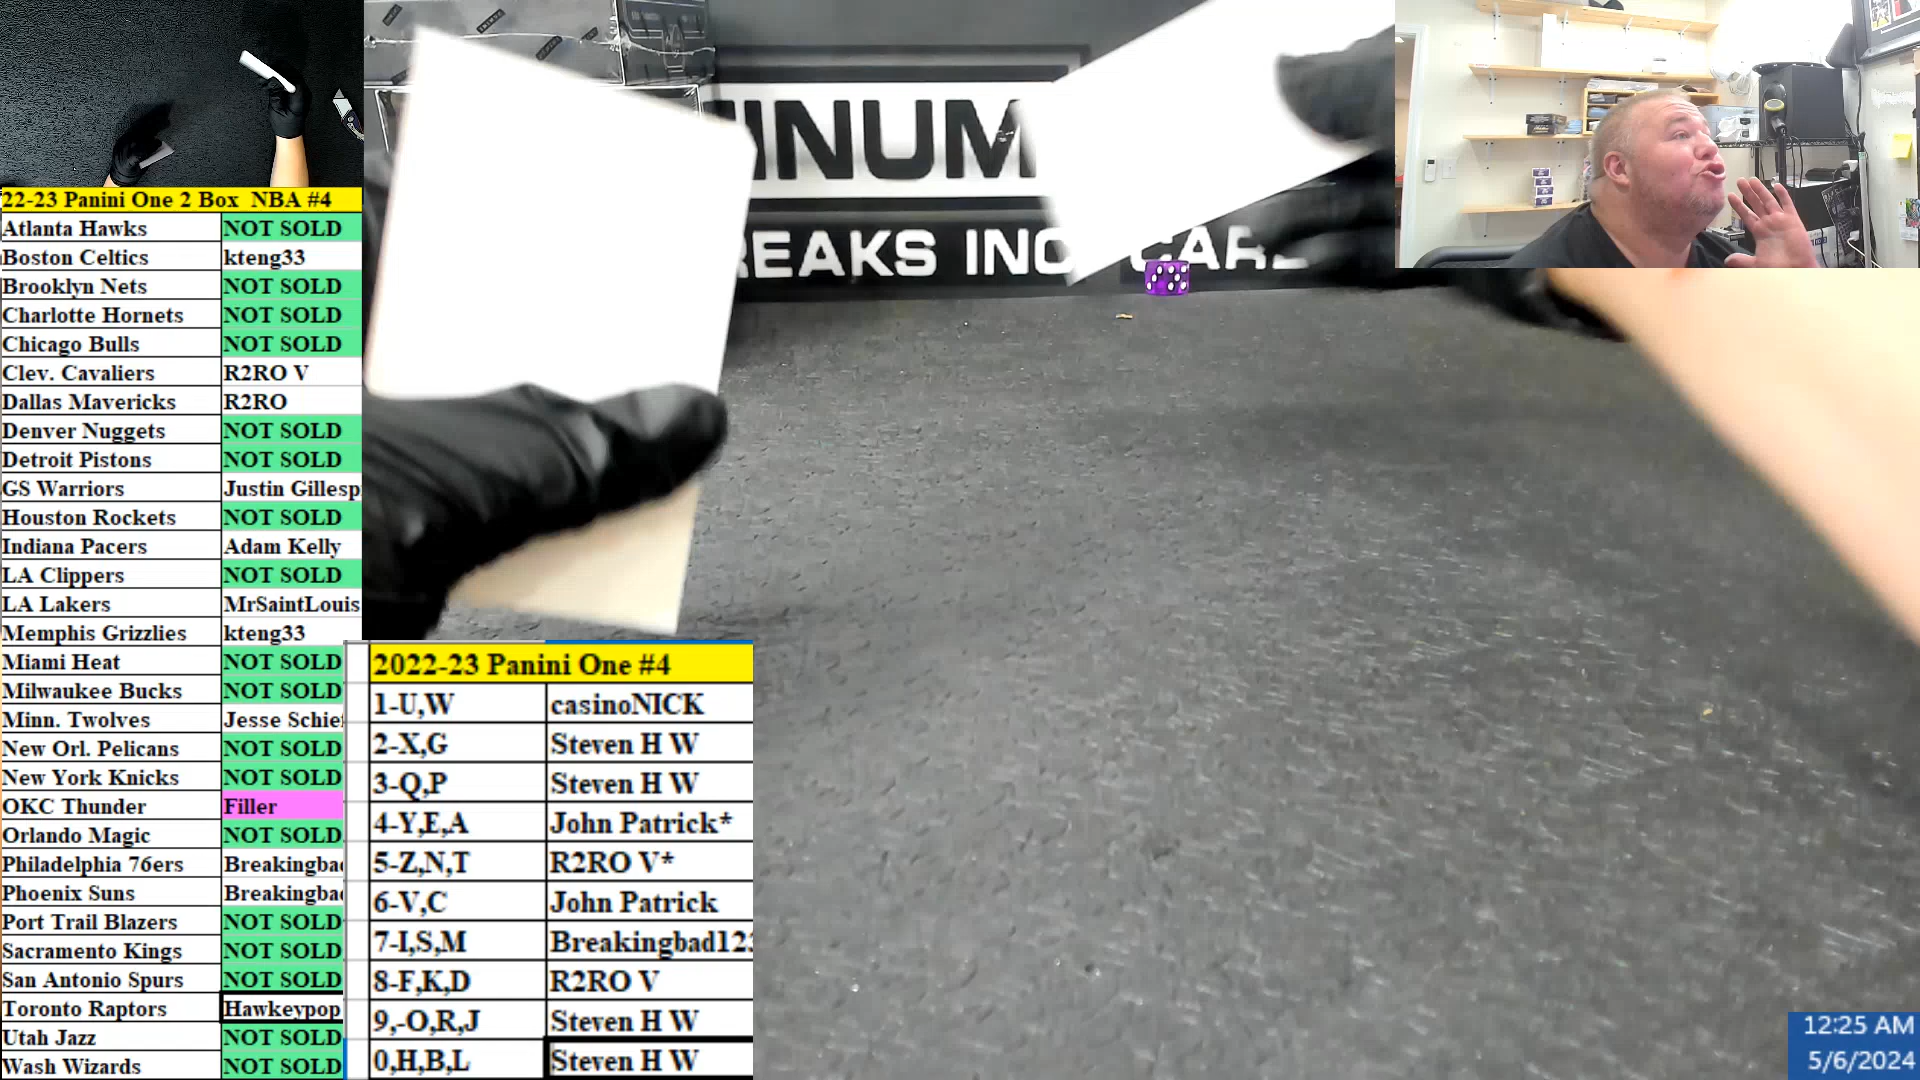 22-23 Panini One 2 Box NBA #4
Atlanta Hawks NOT SOLD
Boston Celtics kteng33
Brooklyn Nets NOT SOLD
Charlotte Hornets NOT SOLD
Chicago Bulls NOT SOLD
Clev. Cavaliers R2RO V
Dallas Mavericks R2RO
Denver Nuggets NOT SOLD
Detroit Pistons NOT SOLD
GS Warriors Justin Gillesp
Houston Rockets NOT SOLD
Indiana Pacers Adam Kelly
LA Clippers NOT SOLD
LA Lakers MrSaintLouis
Memphis Grizzlies kteng33
Miami Heat NOT SOLD
Milwaukee Bucks NOT SOLD
Minn. Twolves Jesse Schie
New Orl. Pelicans NOT SOLD
New York Knicks NOT SOLD
OKC Thunder Filler
Orlando Magic NOT SOLD
Philadelphia 76ers Breakingba
Phoenix Suns Breakingba
Port Trail Blazers NOT SOLD
Sacramento Kings NOT SOLD
San Antonio Spurs NOT SOLD
Toronto Raptors Hawkeypop
Utah Jazz NOT SOLD
Wash Wizards NOT SOLD
INUM
REAKS INC CAR
2022-23 Panini One #4
1-U,W casinoNICK
2-X,G Steven H W
3-Q,P Steven H W
4-Y,E,A John Patrick*
5-Z,N,T R2RO V*
6-V,C John Patrick
7-I,S,M Breakingbad12
8-F,K,D R2RO V
9,-O,R,J Steven H W
0,H,B,L Steven H W
12:25 AM
5/6/2024